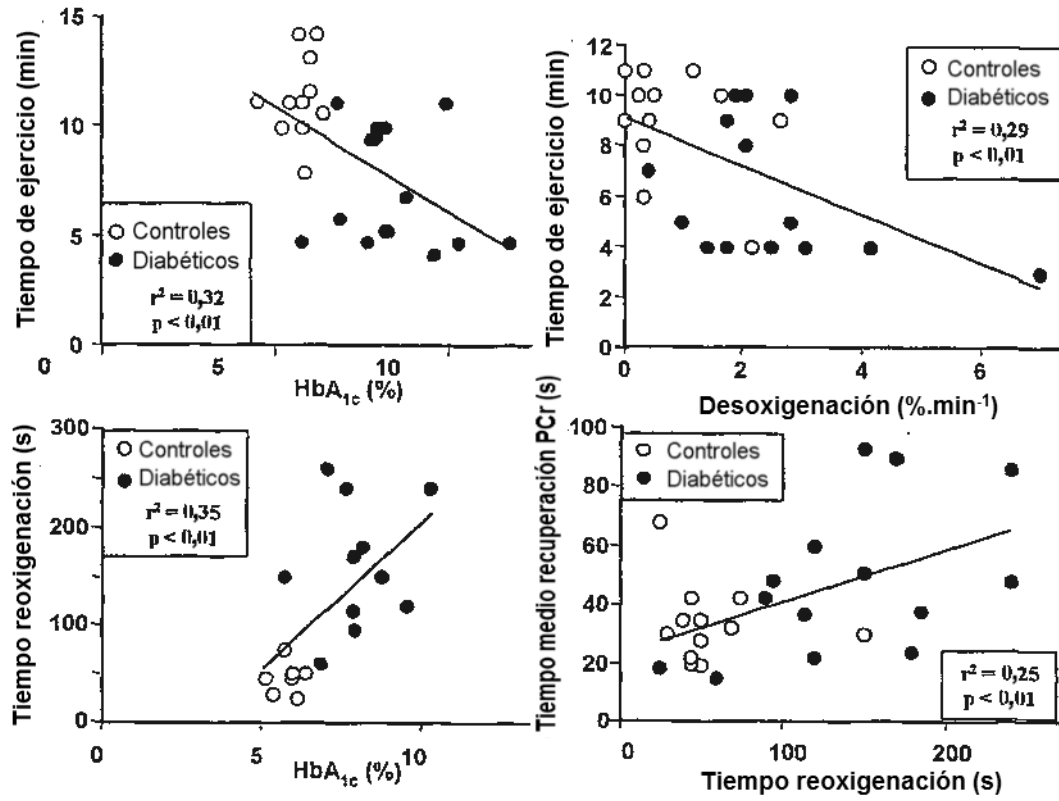 Tiempo de ejercicio (min)
15
10
5
0
Controles
Diabéticos
r² = 0,32
p < 0,01
0
5
10
HbA₁c (%)
Tiempo de ejercicio (min)
12
10
8
6
4
2
0
Controles
Diabéticos
r² = 0,29
p < 0,01
0
2
4
6
Desoxigenación (%.min⁻¹)
Tiempo reoxigenación (s)
300
200
100
0
Controles
Diabéticos
r² = 0,35
p < 0,01
0
5
10
HbA₁c (%)
Tiempo medio recuperación PCr (s)
100
80
60
40
20
0
Controles
Diabéticos
r² = 0,25
p < 0,01
0
100
200
Tiempo reoxigenación (s)